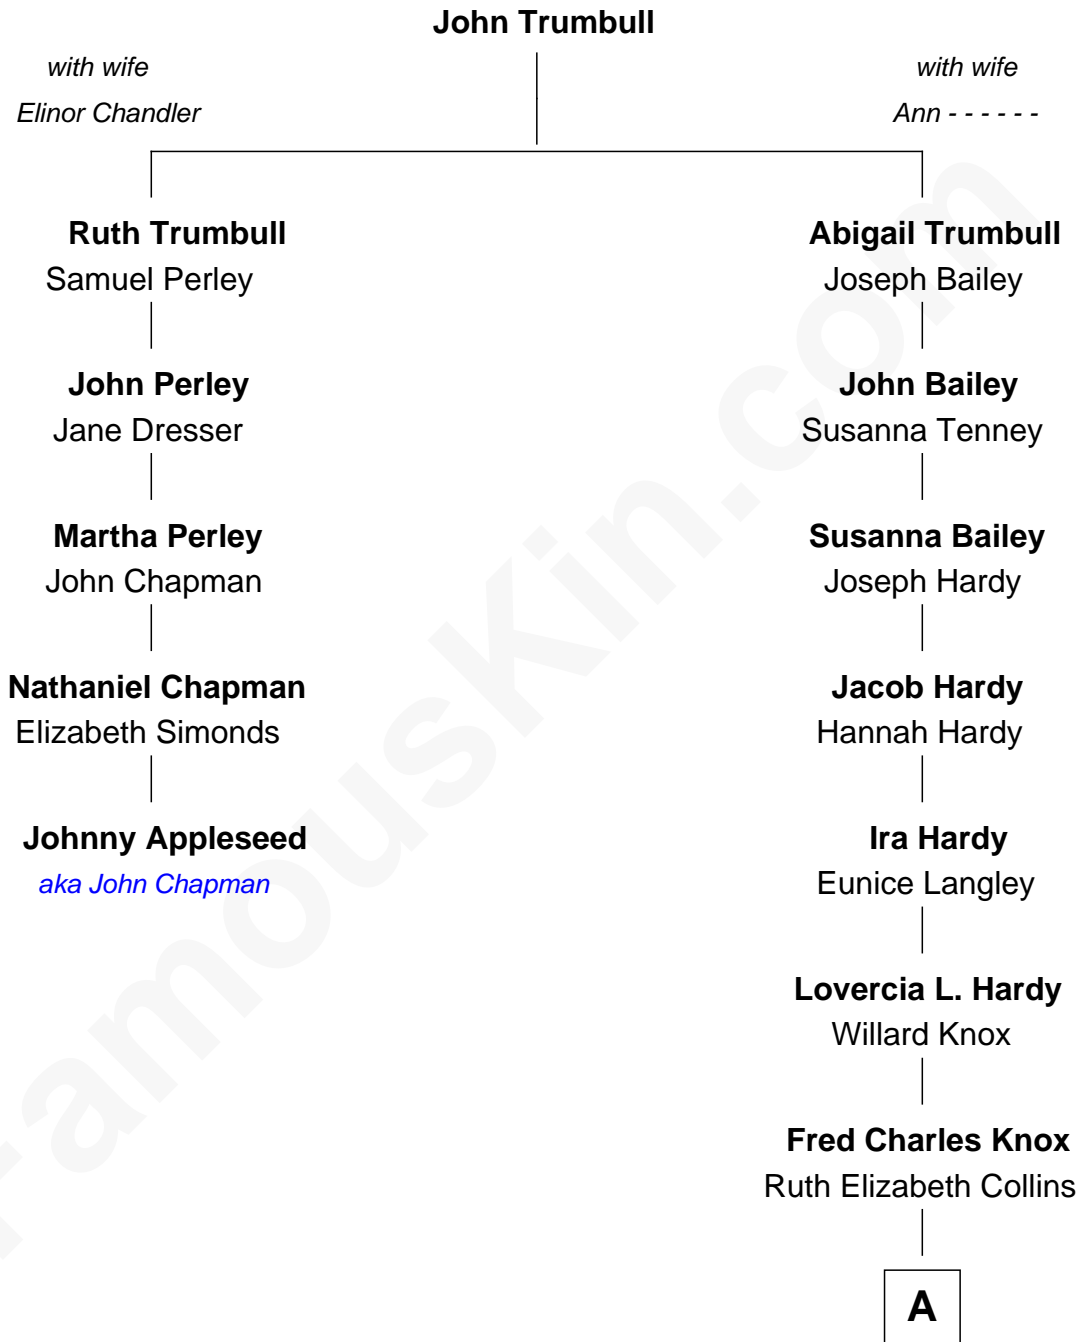 John Trumbull
with wife
Elinor Chandler
with wife
Ann - - - - - -
Ruth Trumbull
Samuel Perley
John Perley
Jane Dresser
Martha Perley
John Chapman
Nathaniel Chapman
Elizabeth Simonds
Johnny Appleseed
aka John Chapman
Abigail Trumbull
Joseph Bailey
John Bailey
Susanna Tenney
Susanna Bailey
Joseph Hardy
Jacob Hardy
Hannah Hardy
Ira Hardy
Eunice Langley
Lovercia L. Hardy
Willard Knox
Fred Charles Knox
Ruth Elizabeth Collins
A
FamousKin.com